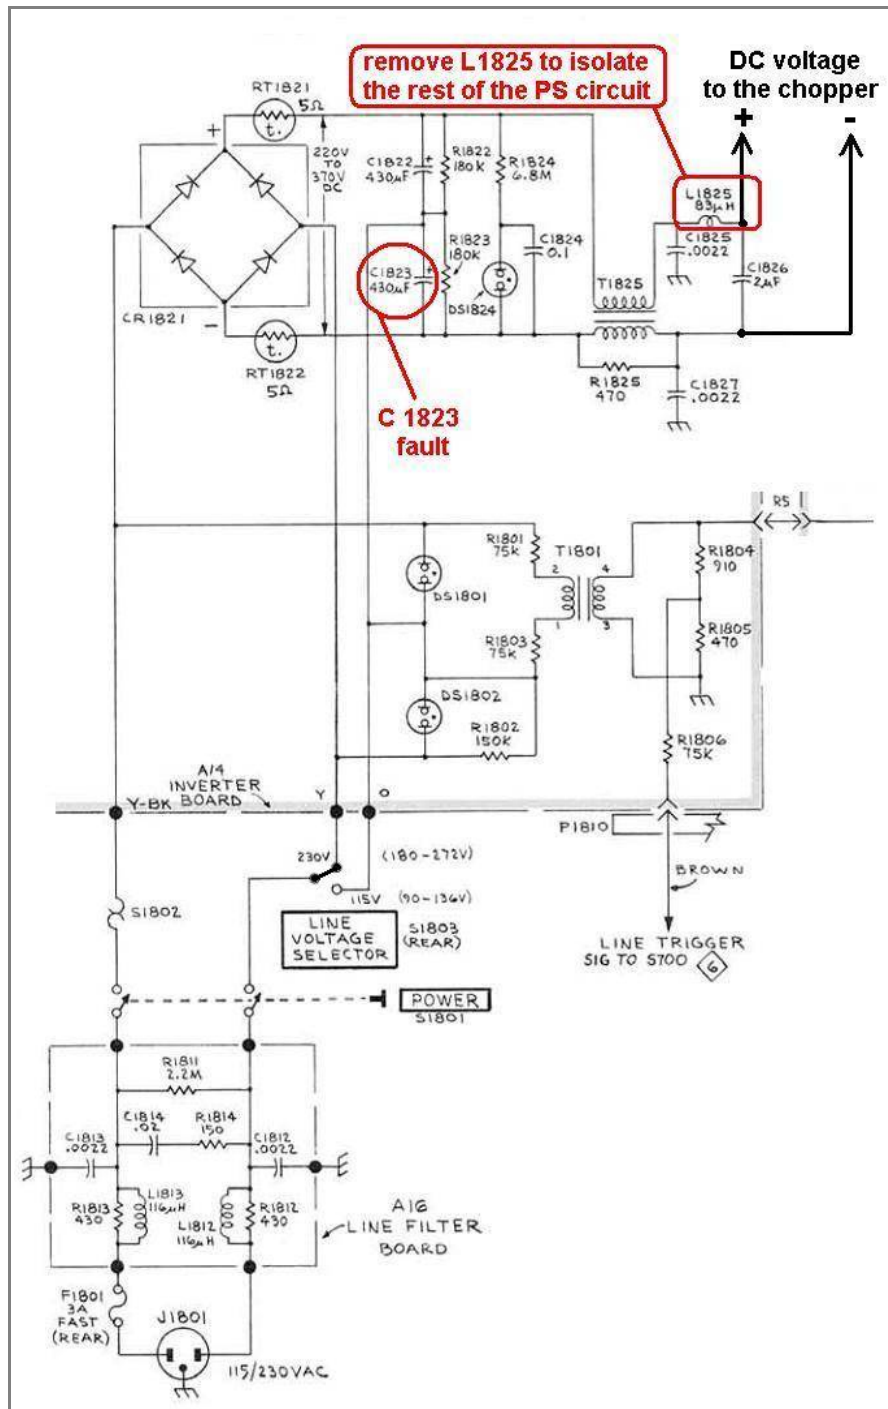 remove L1825 to isolate
the rest of the PS circuit
DC voltage
to the chopper
+
-
RT1821
5Ω
t.
+
220V
TO
370V
DC
C1822
430µF
+
R1822
180K
R1824
6.8M
L1825
83µH
C1825
.0022
C1823
430µF
+
R1823
180K
C1824
0.1
C1826
2µF
T1825
DS1824
CR1821
-
t.
RT1822
5Ω
R1825
470
C1827
.0022
C 1823
fault
R5
R1801
75K
T1801
2
4
R1804
910
DS1801
1
3
R1803
75K
R1805
470
DS1802
R1802
150K
R1806
75K
A14
INVERTER
BOARD
Y-BK
Y
O
P1810
230V
(180-272V)
BROWN
115V
(90-136V)
S1802
LINE
VOLTAGE
SELECTOR
S1803
(REAR)
LINE TRIGGER
SIG TO S700
6
POWER
S1801
R1811
2.2M
C1814
.02
R1814
150
C1813
.0022
C1812
.0022
L1813
116µH
R1813
430
L1812
116µH
R1812
430
A16
LINE FILTER
BOARD
F1801
3A
FAST
(REAR)
J1801
115/230VAC